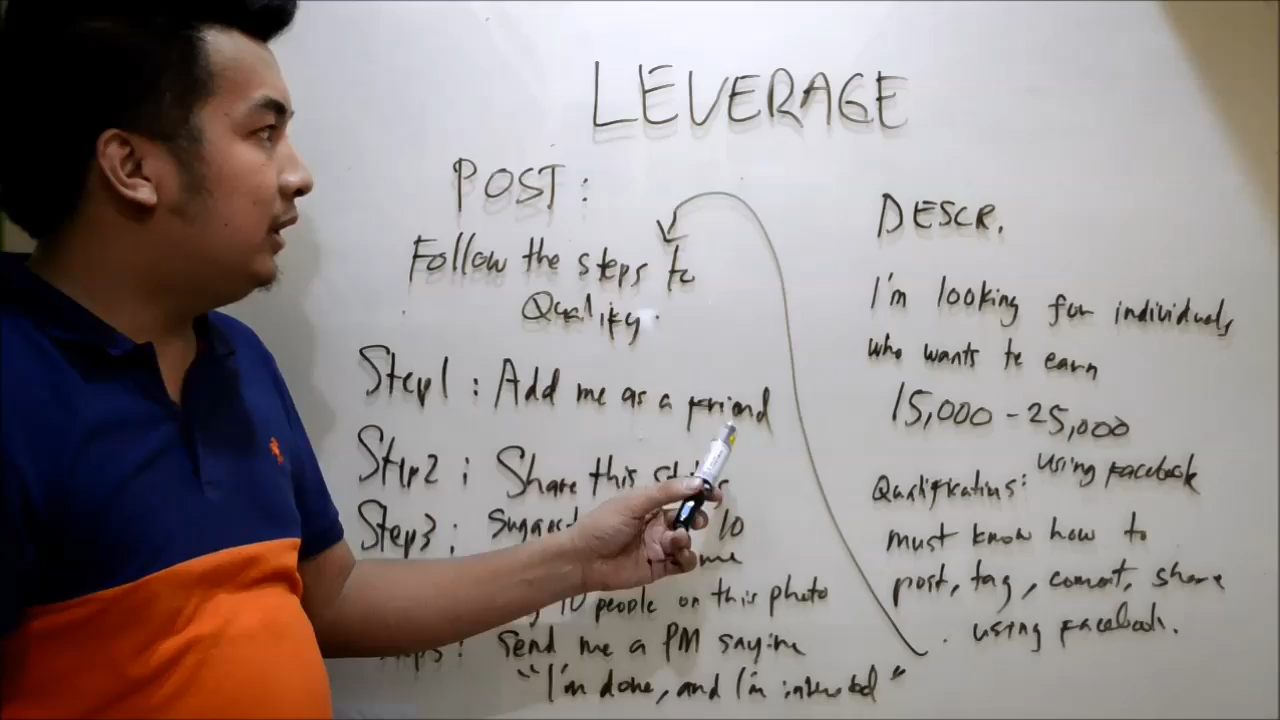 LEVERAGE
POST:
Follow the steps to
Qualify.
Step1: Add me as a friend
Step2: Share this
Step3: 10
me
10 people on this photo
Send me a PM saying
"I'm done, and I'm interested"
DESCR.
I'm looking for individuals
who wants to earn
15,000 - 25,000
using facebook
Qualifications:
must know how to
post, tag, comment, share
using facebook.